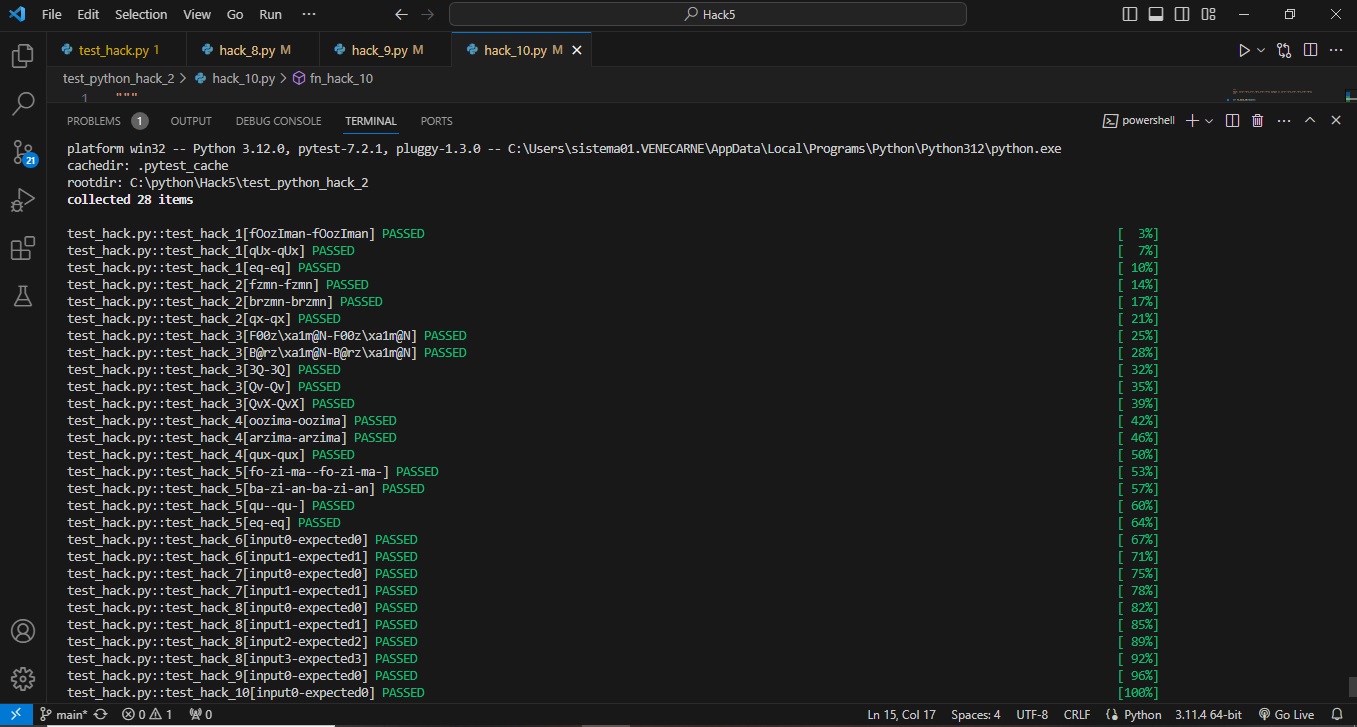 File Edit Selection View Go Run ··· Hack5
test_hack.py 1 hack_8.py M hack_9.py M hack_10.py M
test_python_hack_2 > hack_10.py > fn_hack_10
1 """
PROBLEMS 1 OUTPUT DEBUG CONSOLE TERMINAL PORTS powershell
platform win32 -- Python 3.12.0, pytest-7.2.1, pluggy-1.3.0 -- C:\Users\sistema01.VENECARNE\AppData\Local\Programs\Python\Python312\python.exe
cachedir: .pytest_cache
rootdir: C:\python\Hack5\test_python_hack_2
collected 28 items
test_hack.py::test_hack_1[fOozIman-fOozIman] PASSED [ 3%]
test_hack.py::test_hack_1[qUx-qUx] PASSED [ 7%]
test_hack.py::test_hack_1[eq-eq] PASSED [ 10%]
test_hack.py::test_hack_2[fzmn-fzmn] PASSED [ 14%]
test_hack.py::test_hack_2[brzmn-brzmn] PASSED [ 17%]
test_hack.py::test_hack_2[qx-qx] PASSED [ 21%]
test_hack.py::test_hack_3[F00z\xa1m@N-F00z\xa1m@N] PASSED [ 25%]
test_hack.py::test_hack_3[B@rz\xa1m@N-B@rz\xa1m@N] PASSED [ 28%]
test_hack.py::test_hack_3[3Q-3Q] PASSED [ 32%]
test_hack.py::test_hack_3[Qv-Qv] PASSED [ 35%]
test_hack.py::test_hack_3[QvX-QvX] PASSED [ 39%]
test_hack.py::test_hack_4[oozima-oozima] PASSED [ 42%]
test_hack.py::test_hack_4[arzima-arzima] PASSED [ 46%]
test_hack.py::test_hack_4[qux-qux] PASSED [ 50%]
test_hack.py::test_hack_5[fo-zi-ma--fo-zi-ma-] PASSED [ 53%]
test_hack.py::test_hack_5[ba-zi-an-ba-zi-an] PASSED [ 57%]
test_hack.py::test_hack_5[qu--qu-] PASSED [ 60%]
test_hack.py::test_hack_5[eq-eq] PASSED [ 64%]
test_hack.py::test_hack_6[input0-expected0] PASSED [ 67%]
test_hack.py::test_hack_6[input1-expected1] PASSED [ 71%]
test_hack.py::test_hack_7[input0-expected0] PASSED [ 75%]
test_hack.py::test_hack_7[input1-expected1] PASSED [ 78%]
test_hack.py::test_hack_8[input0-expected0] PASSED [ 82%]
test_hack.py::test_hack_8[input1-expected1] PASSED [ 85%]
test_hack.py::test_hack_8[input2-expected2] PASSED [ 89%]
test_hack.py::test_hack_8[input3-expected3] PASSED [ 92%]
test_hack.py::test_hack_9[input0-expected0] PASSED [ 96%]
test_hack.py::test_hack_10[input0-expected0] PASSED [100%]
21
main* 0 1 0 Ln 15, Col 17 Spaces: 4 UTF-8 CRLF Python 3.11.4 64-bit Go Live